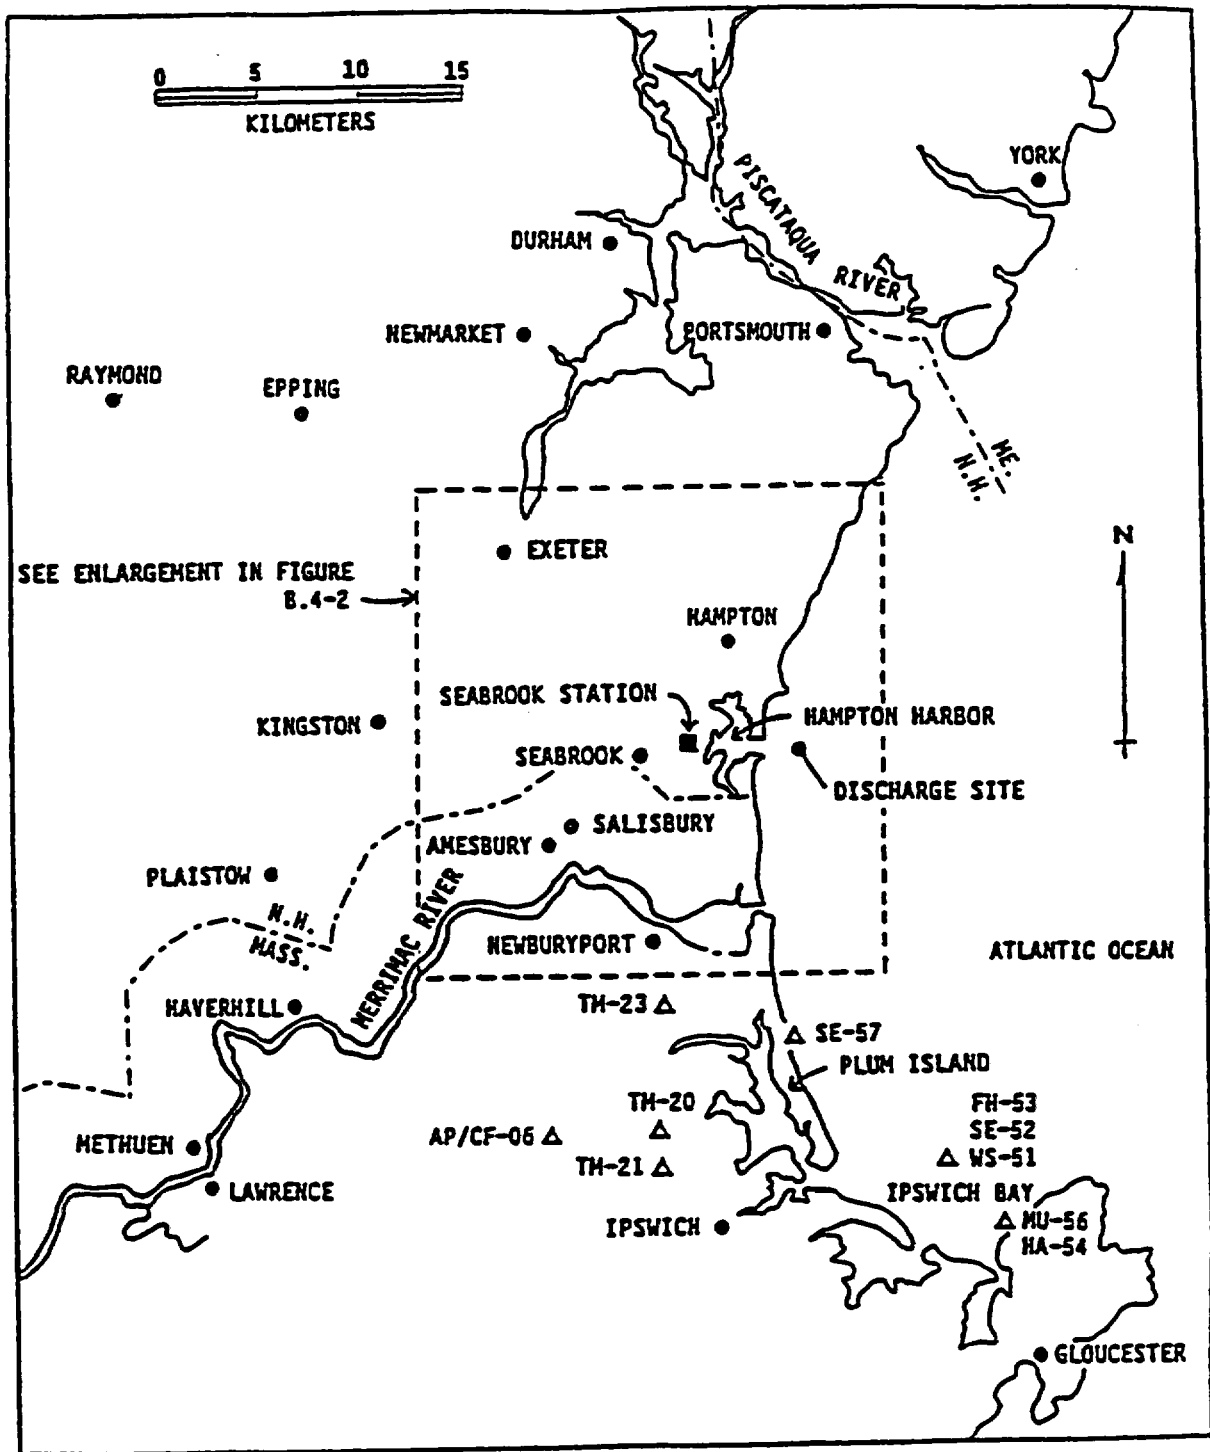 0 5 10 15
KILOMETERS
YORK
PISCATAQUA
RIVER
DURHAM
NEWMARKET
PORTSMOUTH
RAYMOND
EPPING
ME.
N.H.
EXETER
N
SEE ENLARGEMENT IN FIGURE
B.4-2
HAMPTON
SEABROOK STATION
HAMPTON HARBOR
KINGSTON
SEABROOK
DISCHARGE SITE
SALISBURY
AMESBURY
PLAISTOW
N.H.
MASS.
MERRIMAC RIVER
NEWBURYPORT
ATLANTIC OCEAN
HAVERHILL
TM-23
SE-57
PLUM ISLAND
TM-20
FH-53
SE-52
AP/CF-06
WS-51
METHUEN
TM-21
LAWRENCE
IPSWICH BAY
IPSWICH
MU-56
HA-54
GLOUCESTER